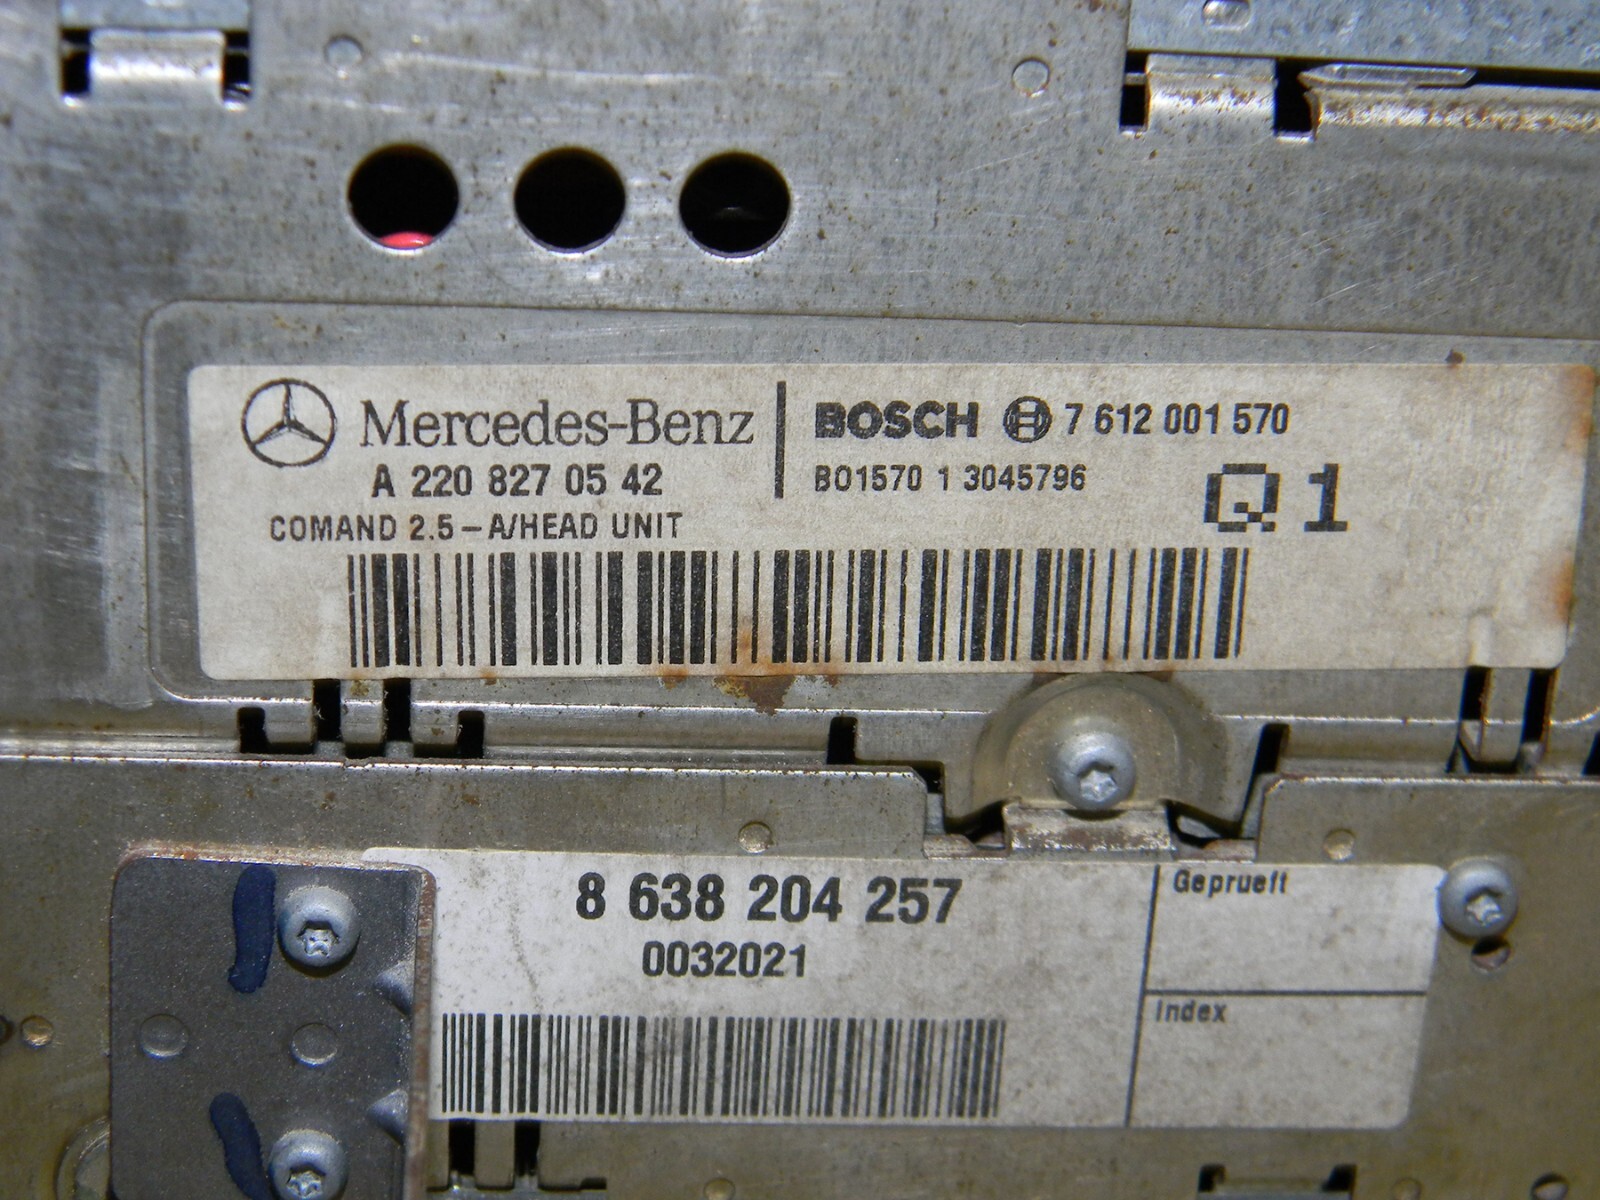 Mercedes-Benz
A 220 827 05 42
COMAND 2.5 – A/HEAD UNIT
BOSCH 7 612 001 570
BO1570 1 3045796
Q1
8 638 204 257
0032021
Geprueft
Index